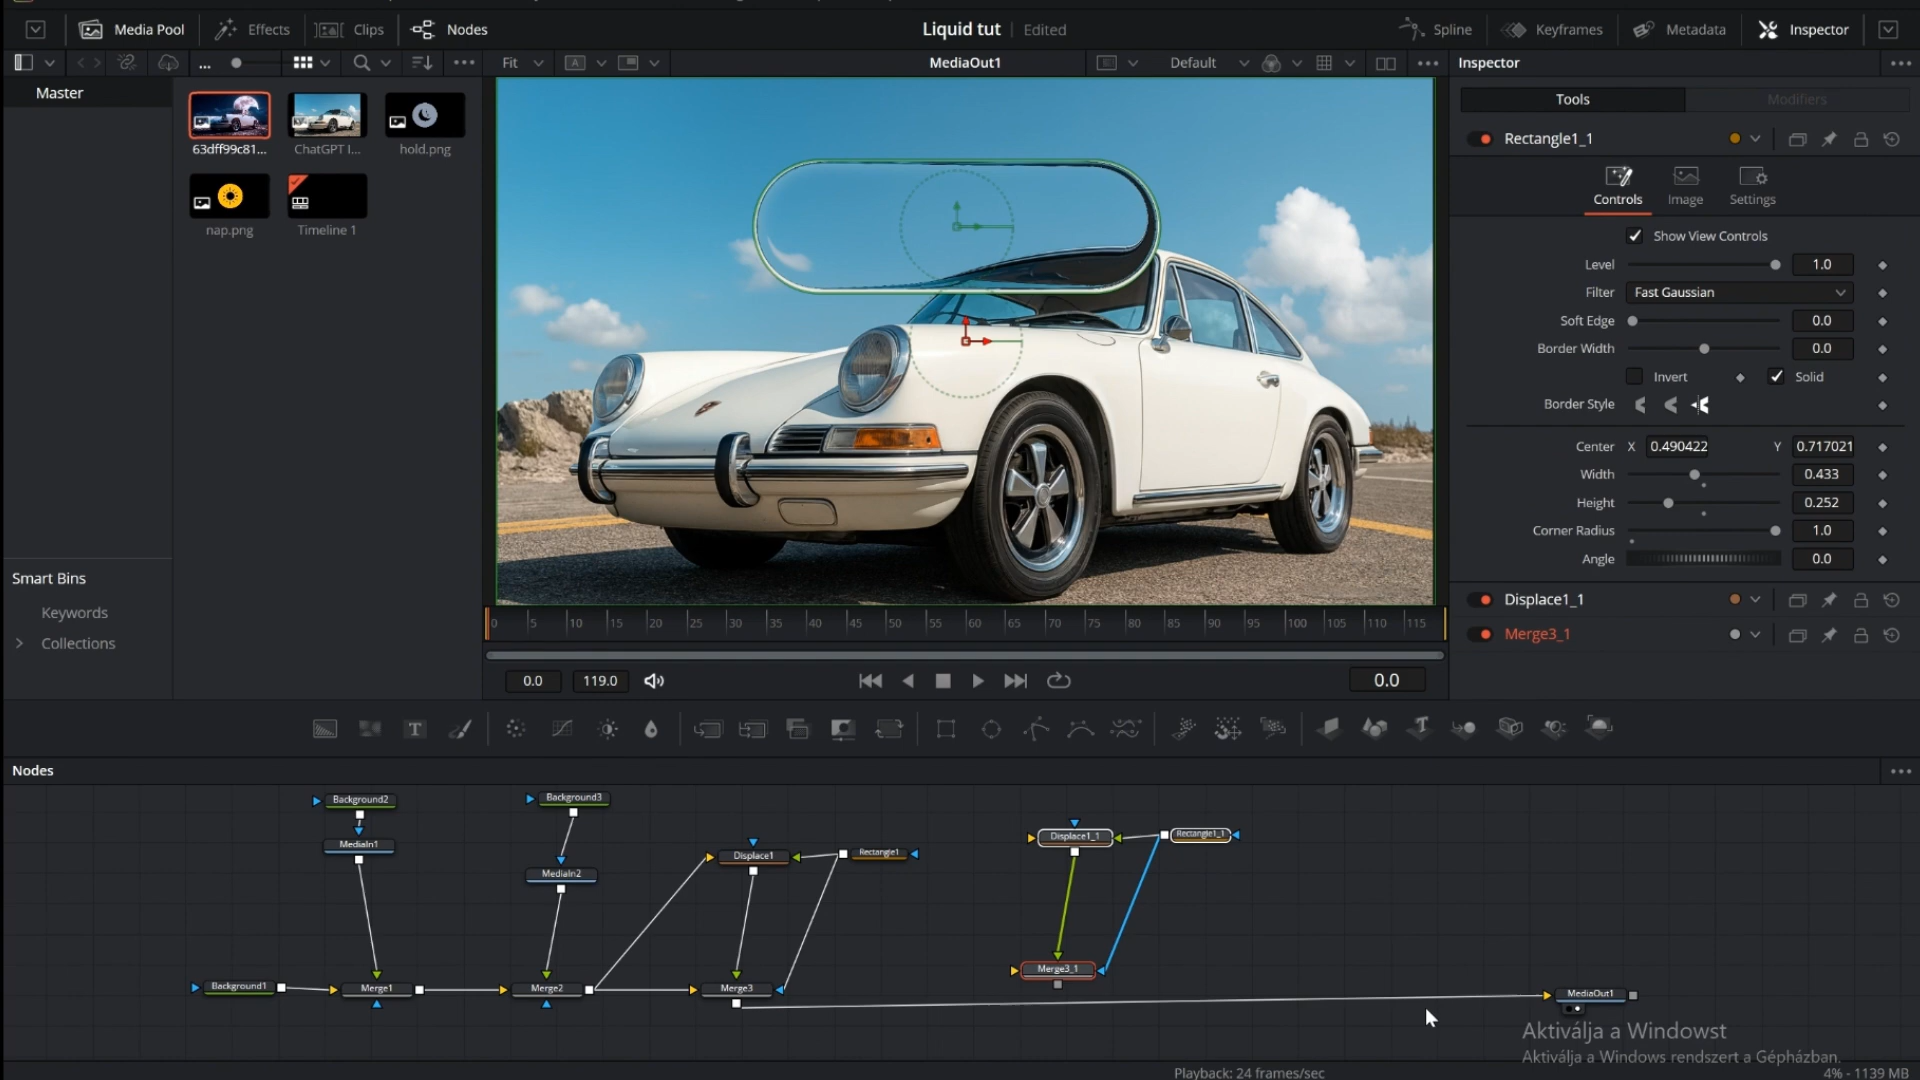 Media Pool
Effects
Clips
Nodes
Liquid tut
Edited
Spline
Keyframes
Metadata
Inspector
...
Fit
A
MediaOut1
Default
Inspector
Master
63dff99c81...
ChatGPT I...
hold.png
nap.png
Timeline 1
Smart Bins
Keywords
Collections
0
5
10
15
20
25
30
35
40
45
50
55
60
65
70
75
80
85
90
95
100
105
110
115
0.0
119.0
0.0
Tools
Modifiers
Rectangle1_1
Controls
Image
Settings
Show View Controls
Level 1.0
Filter Fast Gaussian
Soft Edge 0.0
Border Width 0.0
Invert Solid
Border Style
Center X 0.490422 Y 0.717021
Width 0.433
Height 0.252
Corner Radius 1.0
Angle 0.0
Displace1_1
Merge3_1
T
T
Nodes
Background2
MediaIn1
Background3
MediaIn2
Displace1
Rectangle1
Displace1_1
Rectangle1_1
Background1
Merge1
Merge2
Merge3
Merge3_1
MediaOut1
Aktiválja a Windowst
Aktiválja a Windows rendszert a Gépházban.
Playback: 24 frames/sec
4% - 1139 MB